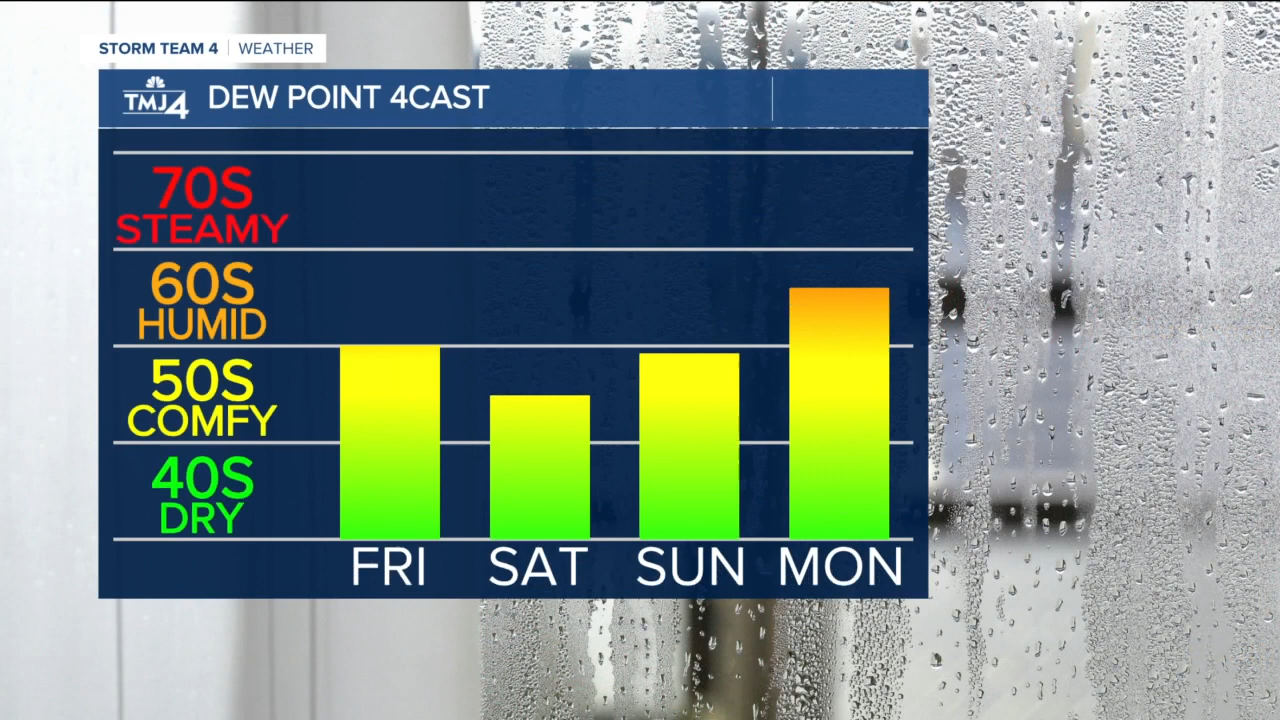 STORM TEAM 4 | WEATHER
TMJ4 DEW POINT 4CAST
70S
STEAMY
60S
HUMID
50S
COMFY
40S
DRY
FRI SAT SUN MON